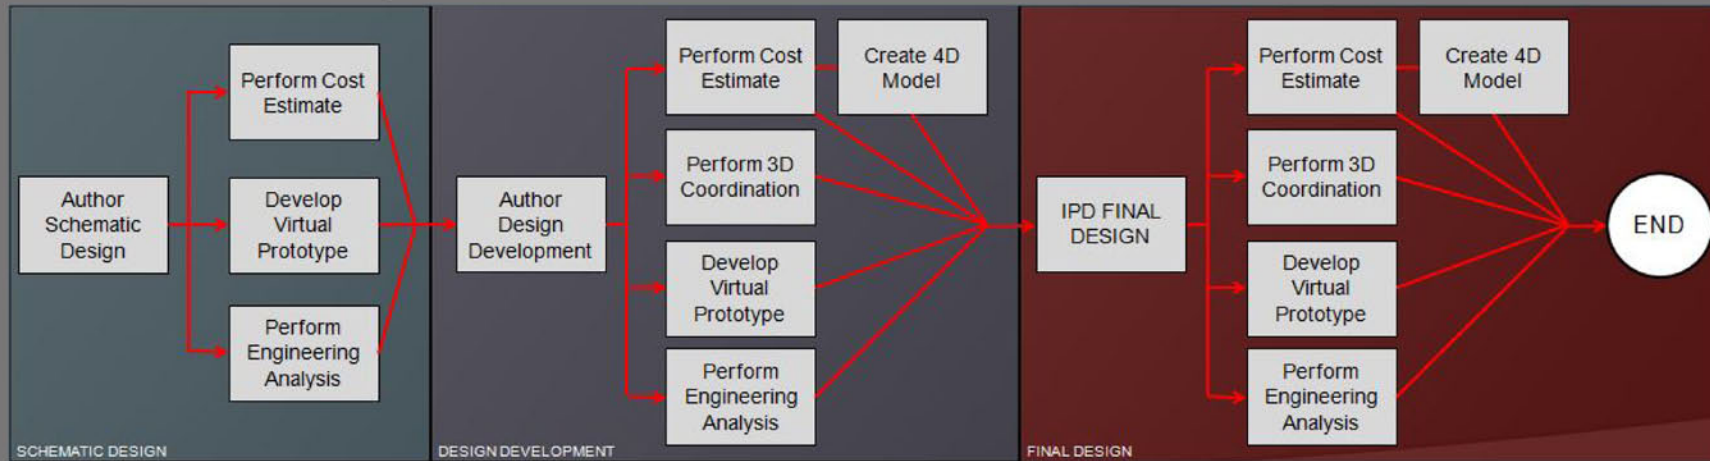 Author
Schematic
Design
Perform Cost
Estimate
Develop
Virtual
Prototype
Perform
Engineering
Analysis
SCHEMATIC DESIGN
Author
Design
Development
Perform Cost
Estimate
Create 4D
Model
Perform 3D
Coordination
Develop
Virtual
Prototype
Perform
Engineering
Analysis
DESIGN DEVELOPMENT
IPD FINAL
DESIGN
Perform Cost
Estimate
Create 4D
Model
Perform 3D
Coordination
Develop
Virtual
Prototype
Perform
Engineering
Analysis
END
FINAL DESIGN